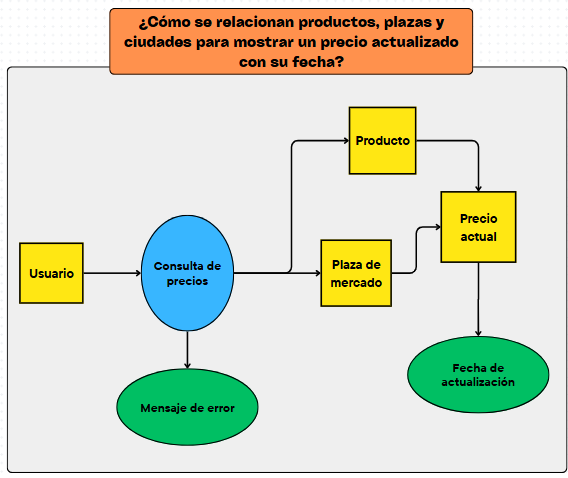 ¿Cómo se relacionan productos, plazas y
ciudades para mostrar un precio actualizado
con su fecha?
Producto
Precio
actual
Usuario
Consulta de
precios
Plaza de
mercado
Mensaje de error
Fecha de
actualización